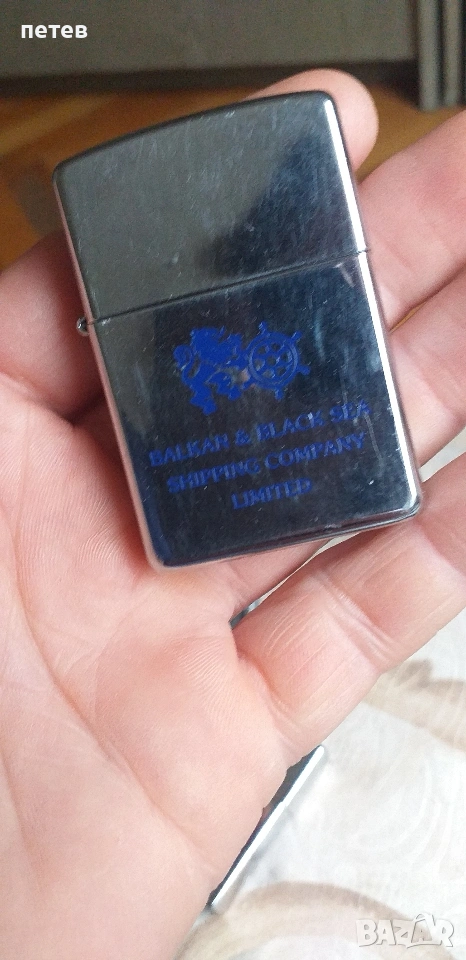 петев
BALKAN & BLACK SEA
SHIPPING COMPANY
LIMITED
BAZAR